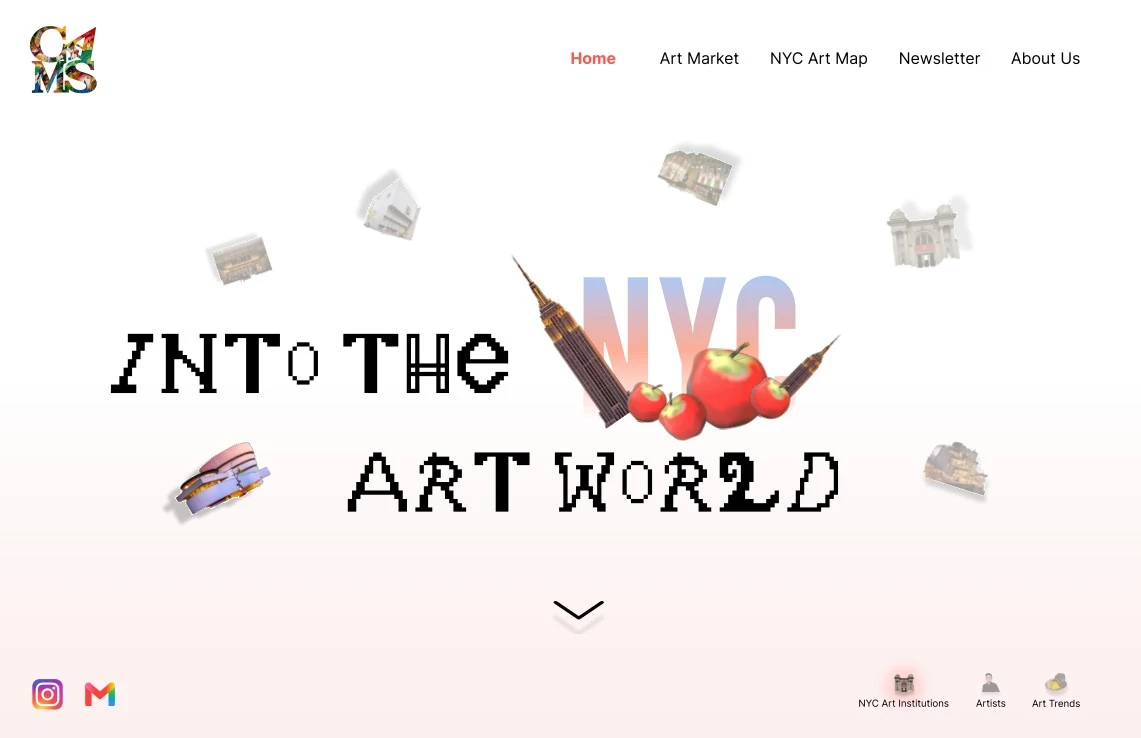 CAMS
Home Art Market NYC Art Map Newsletter About Us
NYC
INTO THE
ART WORLD
NYC Art Institutions Artists Art Trends